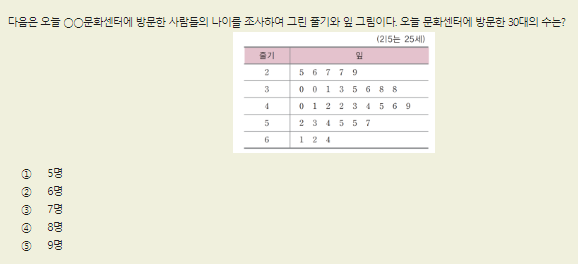 다음은 오늘 ○○문화센터에 방문한 사람들의 나이를 조사하여 그린 줄기와 잎 그림이다. 오늘 문화센터에 방문한 30대의 수는?
(2|5는 25세)
줄기 잎
2 5 6 7 7 9
3 0 0 1 3 5 6 8 8
4 0 1 2 2 3 4 5 6 9
5 2 3 4 5 5 7
6 1 2 4
① 5명
② 6명
③ 7명
④ 8명
⑤ 9명